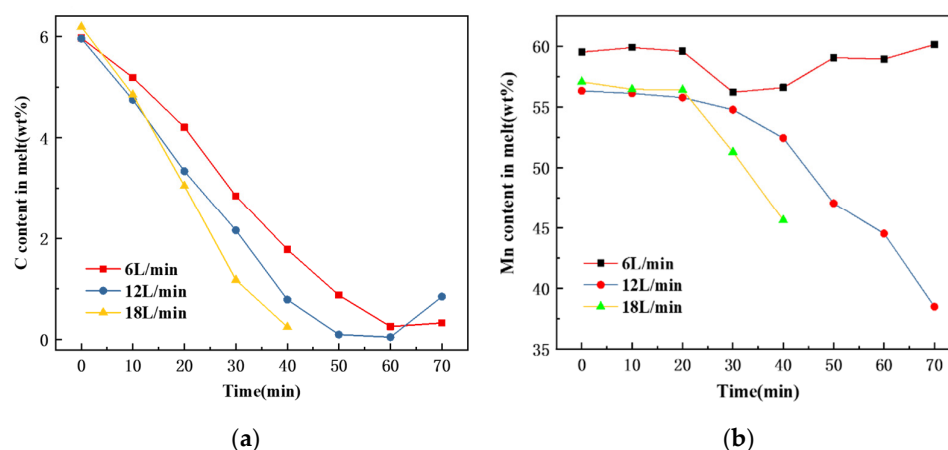 C content in melt(wt%)
6
4
2
0
6L/min
12L/min
18L/min
0 10 20 30 40 50 60 70
Time(min)
(a)
Mn content in melt(wt%)
60
55
50
45
40
35
6L/min
12L/min
18L/min
0 10 20 30 40 50 60 70
Time(min)
(b)